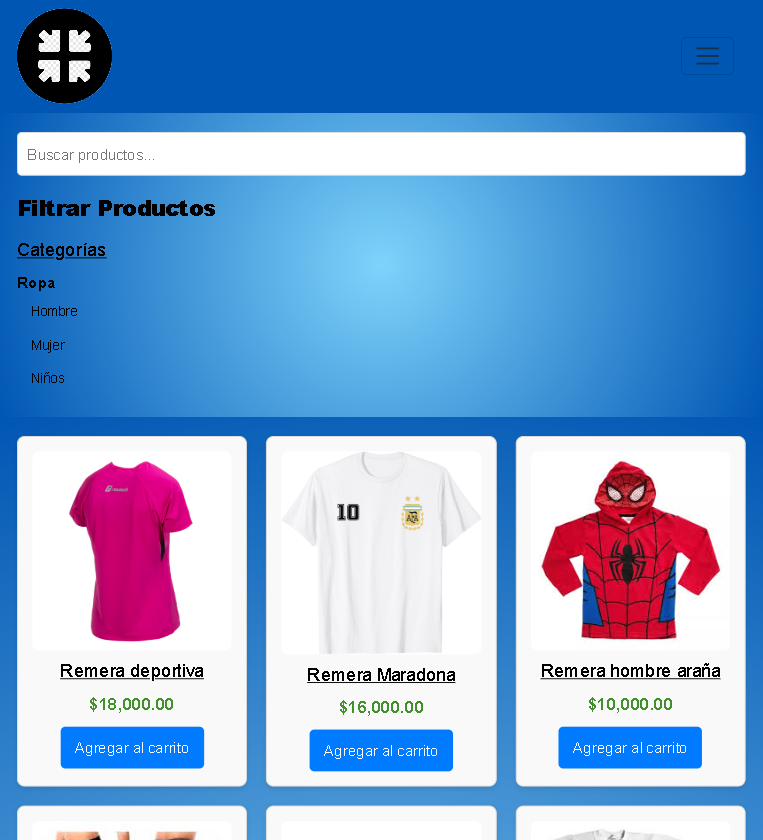 Buscar productos...
Filtrar Productos
Categorías
Ropa
Hombre
Mujer
Niños
10
AFA
Remera deportiva
$18,000.00
Agregar al carrito
Remera Maradona
$16,000.00
Agregar al carrito
Remera hombre araña
$10,000.00
Agregar al carrito